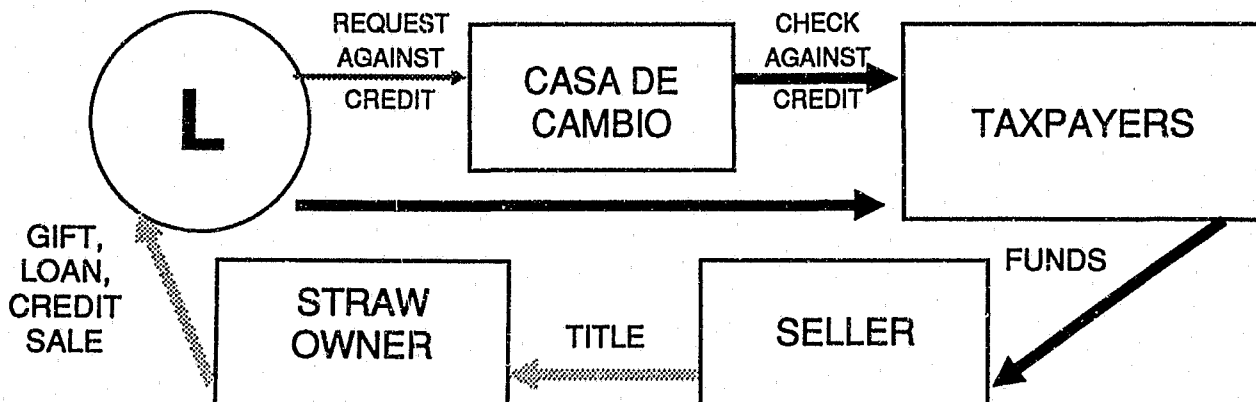 REQUEST
AGAINST
CREDIT
CHECK
AGAINST
CREDIT
L
CASA DE
CAMBIO
TAXPAYERS
GIFT,
LOAN,
CREDIT
SALE
STRAW
OWNER
TITLE
SELLER
FUNDS